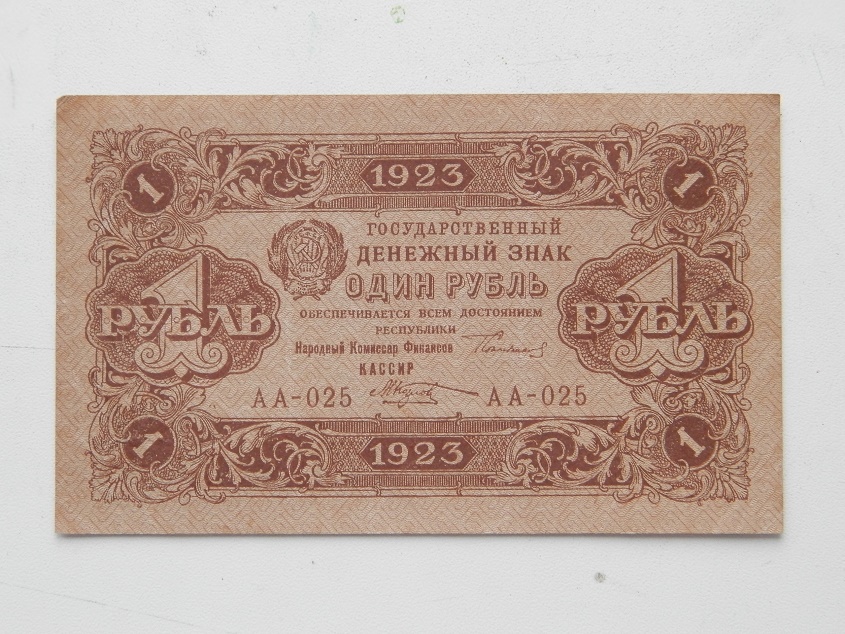 1923
1 1
ГОСУДАРСТВЕННЫЙ
ДЕНЕЖНЫЙ ЗНАК
ОДИН РУБЛЬ
1 РУБЛЬ 1 РУБЛЬ
ОБЕСПЕЧИВАЕТСЯ ВСЕМ ДОСТОЯНИЕМ
РЕСПУБЛИКИ
Народный Комиссар Финансов
КАССИР
АА-025 АА-025
1 1
1923